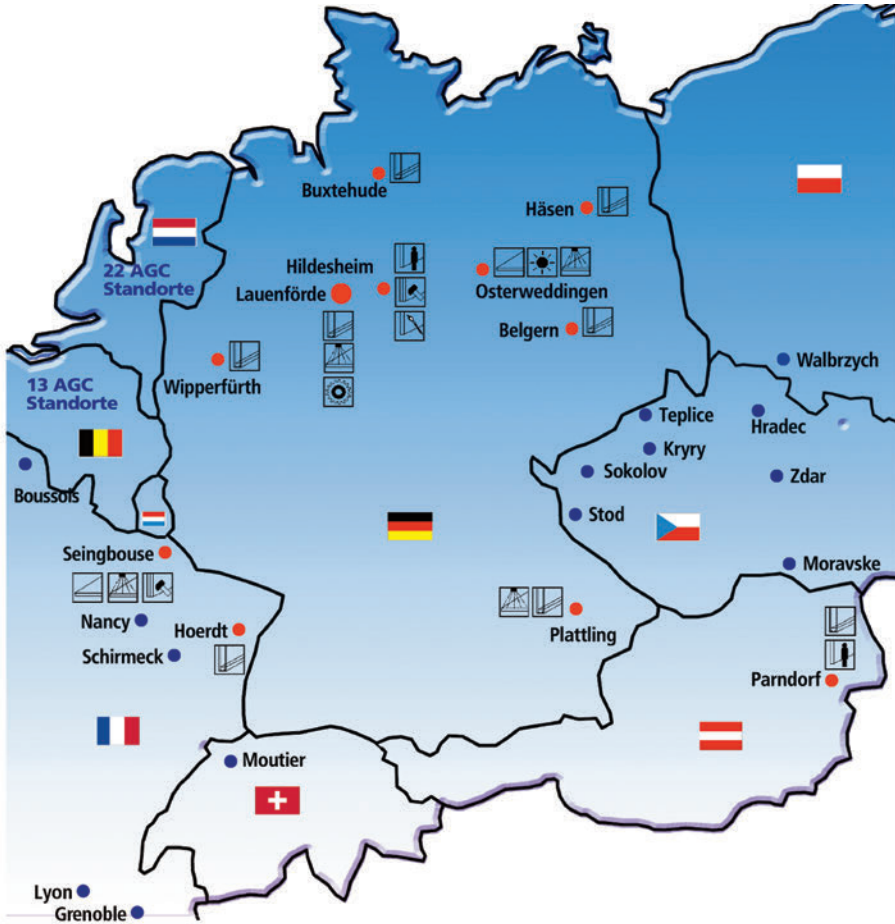 Buxtehude
Häsen
22 AGC
Standorte
Hildesheim
Lauenförde
Osterweddingen
Belgern
Wipperfürth
Walbrzych
13 AGC
Standorte
Teplice
Hradec
Kryry
Boussois
Sokolov
Zdar
Stod
Seingbouse
Moravske
Nancy
Hoerdt
Plattling
Schirmeck
Parndorf
Moutier
Lyon
Grenoble